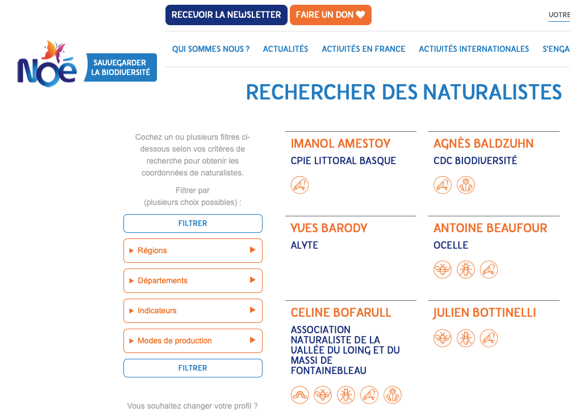 RECEVOIR LA NEWSLETTER
FAIRE UN DON
VOTRE
Noé
SAUVEGARDER
LA BIODIVERSITÉ
QUI SOMMES NOUS ?
ACTUALITÉS
ACTIVITÉS EN FRANCE
ACTIVITÉS INTERNATIONALES
S'ENGA
RECHERCHER DES NATURALISTES
Cochez un ou plusieurs filtres ci-
dessous selon vos critères de
recherche pour obtenir les
coordonnées de naturalistes.
Filtrer par
(plusieurs choix possibles) :
FILTRER
Régions
Départements
Indicateurs
Modes de production
FILTRER
Vous souhaitez changer votre profil ?
IMANOL AMESTOY
CPIE LITTORAL BASQUE
AGNÈS BALDZUHN
CDC BIODIVERSITÉ
YVES BARODY
ALYTE
ANTOINE BEAUFOUR
OCELLE
CELINE BOFARULL
ASSOCIATION
NATURALISTE DE LA
VALLÉE DU LOING ET DU
MASSI DE
FONTAINEBLEAU
JULIEN BOTTINELLI